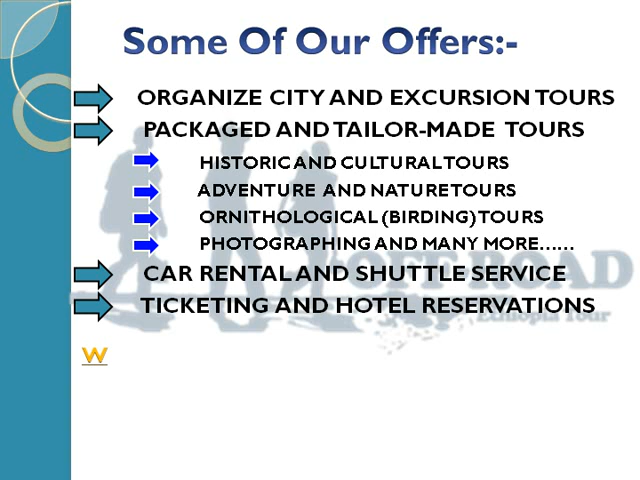 Some Of Our Offers:-
ORGANIZE CITY AND EXCURSION TOURS
PACKAGED AND TAILOR-MADE TOURS
HISTORIC AND CULTURAL TOURS
ADVENTURE AND NATURE TOURS
ORNITHOLOGICAL (BIRDING) TOURS
PHOTOGRAPHING AND MANY MORE……
CAR RENTAL AND SHUTTLE SERVICE
TICKETING AND HOTEL RESERVATIONS
OFF ROAD
Ethiopia Tour
W